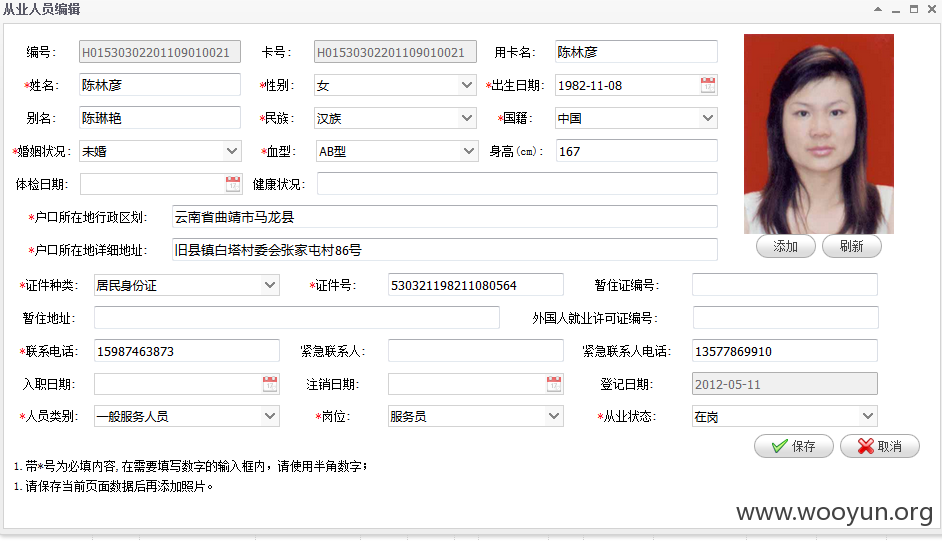 从业人员编辑
编号: H01530302201109010021 卡号: H01530302201109010021 用卡名: 陈林彦
*姓名: 陈林彦 *性别: 女 *出生日期: 1982-11-08
别名: 陈琳艳 *民族: 汉族 *国籍: 中国
*婚姻状况: 未婚 *血型: AB型 身高(cm): 167
体检日期: 健康状况:
*户口所在地行政区划: 云南省曲靖市马龙县
*户口所在地详细地址: 旧县镇白塔村委会张家屯村86号
添加 刷新
*证件种类: 居民身份证 *证件号: 530321198211080564 暂住证编号:
暂住地址: 外国人就业许可证编号:
*联系电话: 15987463873 紧急联系人: 紧急联系人电话: 13577869910
入职日期: 注销日期: 登记日期: 2012-05-11
*人员类别: 一般服务人员 *岗位: 服务员 *从业状态: 在岗
保存 取消
1. 带*号为必填内容,在需要填写数字的输入框内，请使用半角数字；
1. 请保存当前页面数据后再添加照片。
www.wooyun.org